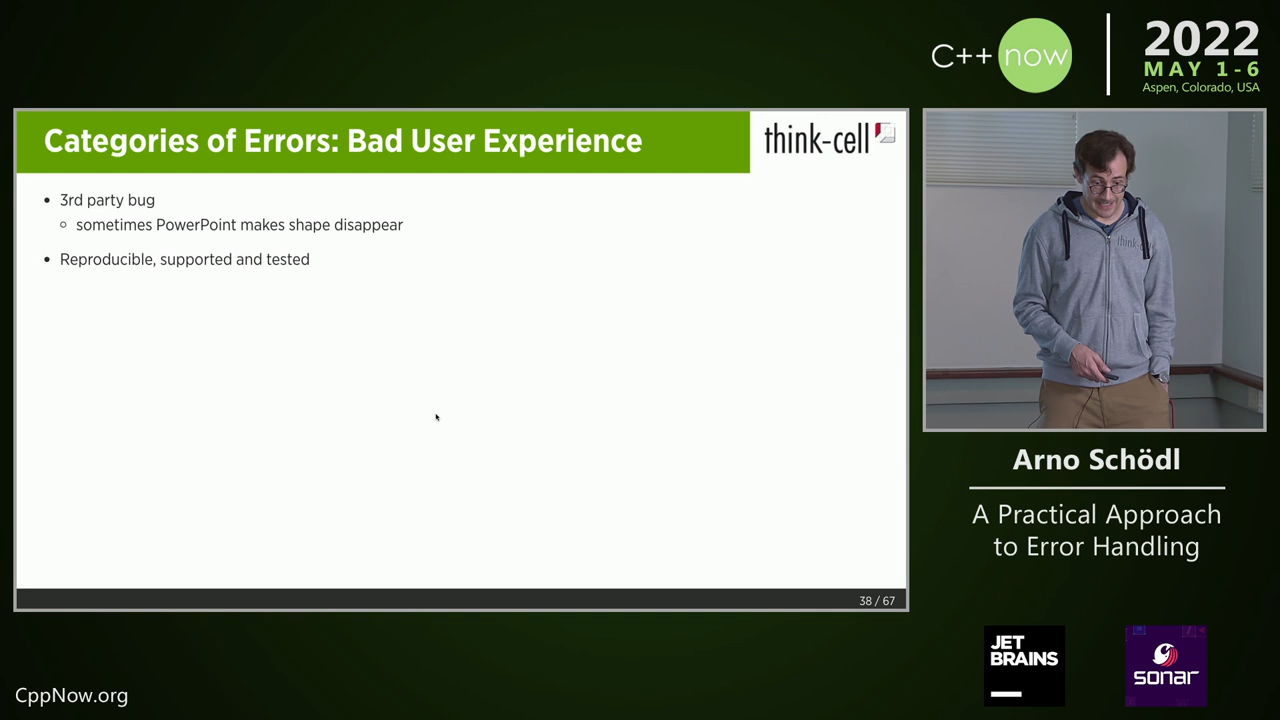 C++ now
2022
MAY 1-6
Aspen, Colorado, USA
Categories of Errors: Bad User Experience
think-cell
3rd party bug
sometimes PowerPoint makes shape disappear
Reproducible, supported and tested
38 / 67
think-cell
Arno Schödl
A Practical Approach
to Error Handling
JET
BRAINS
sonar
CppNow.org